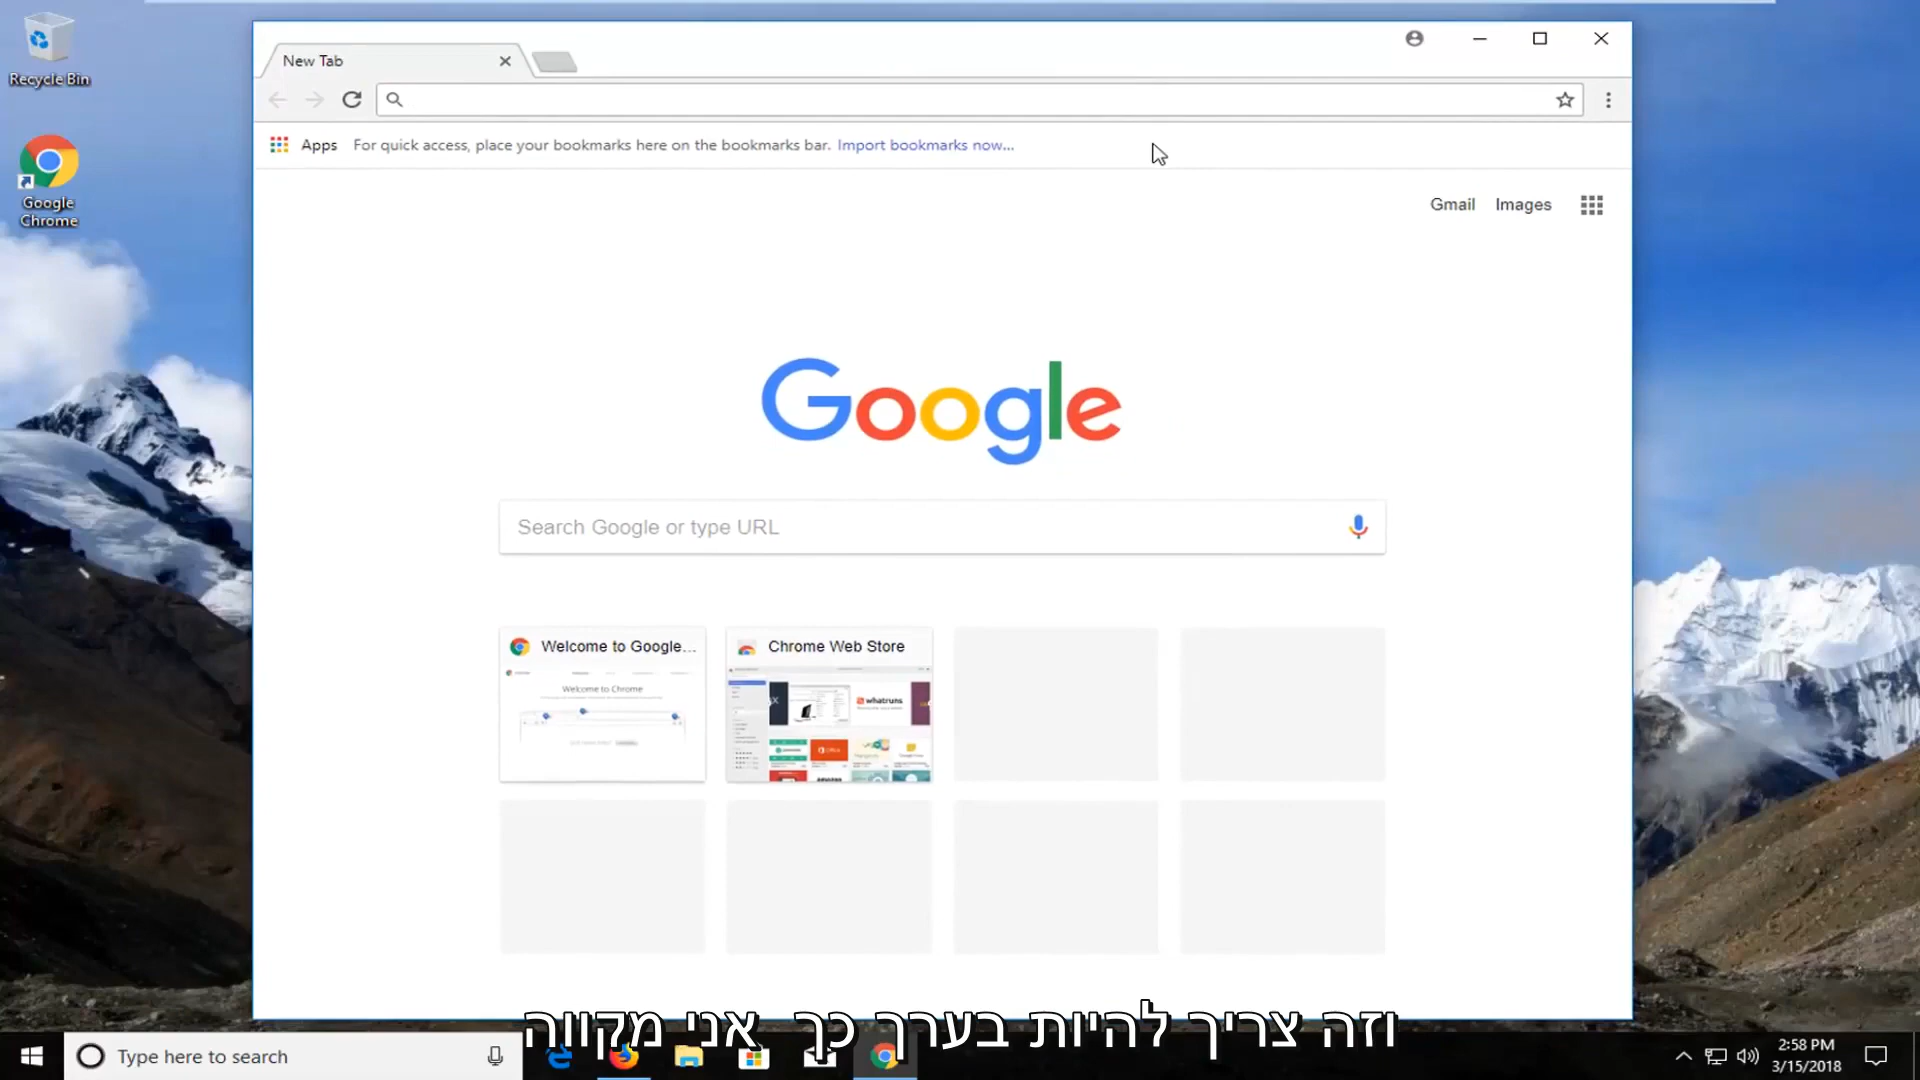 Recycle Bin
Google
Chrome
New Tab
Apps For quick access, place your bookmarks here on the bookmarks bar. Import bookmarks now...
Gmail Images
Google
Search Google or type URL
Welcome to Google...
Chrome Web Store
Welcome to Chrome
whatruns
Office
וזה צריך להיות בערך כך אני מקווה
Type here to search
2:58 PM
3/15/2018